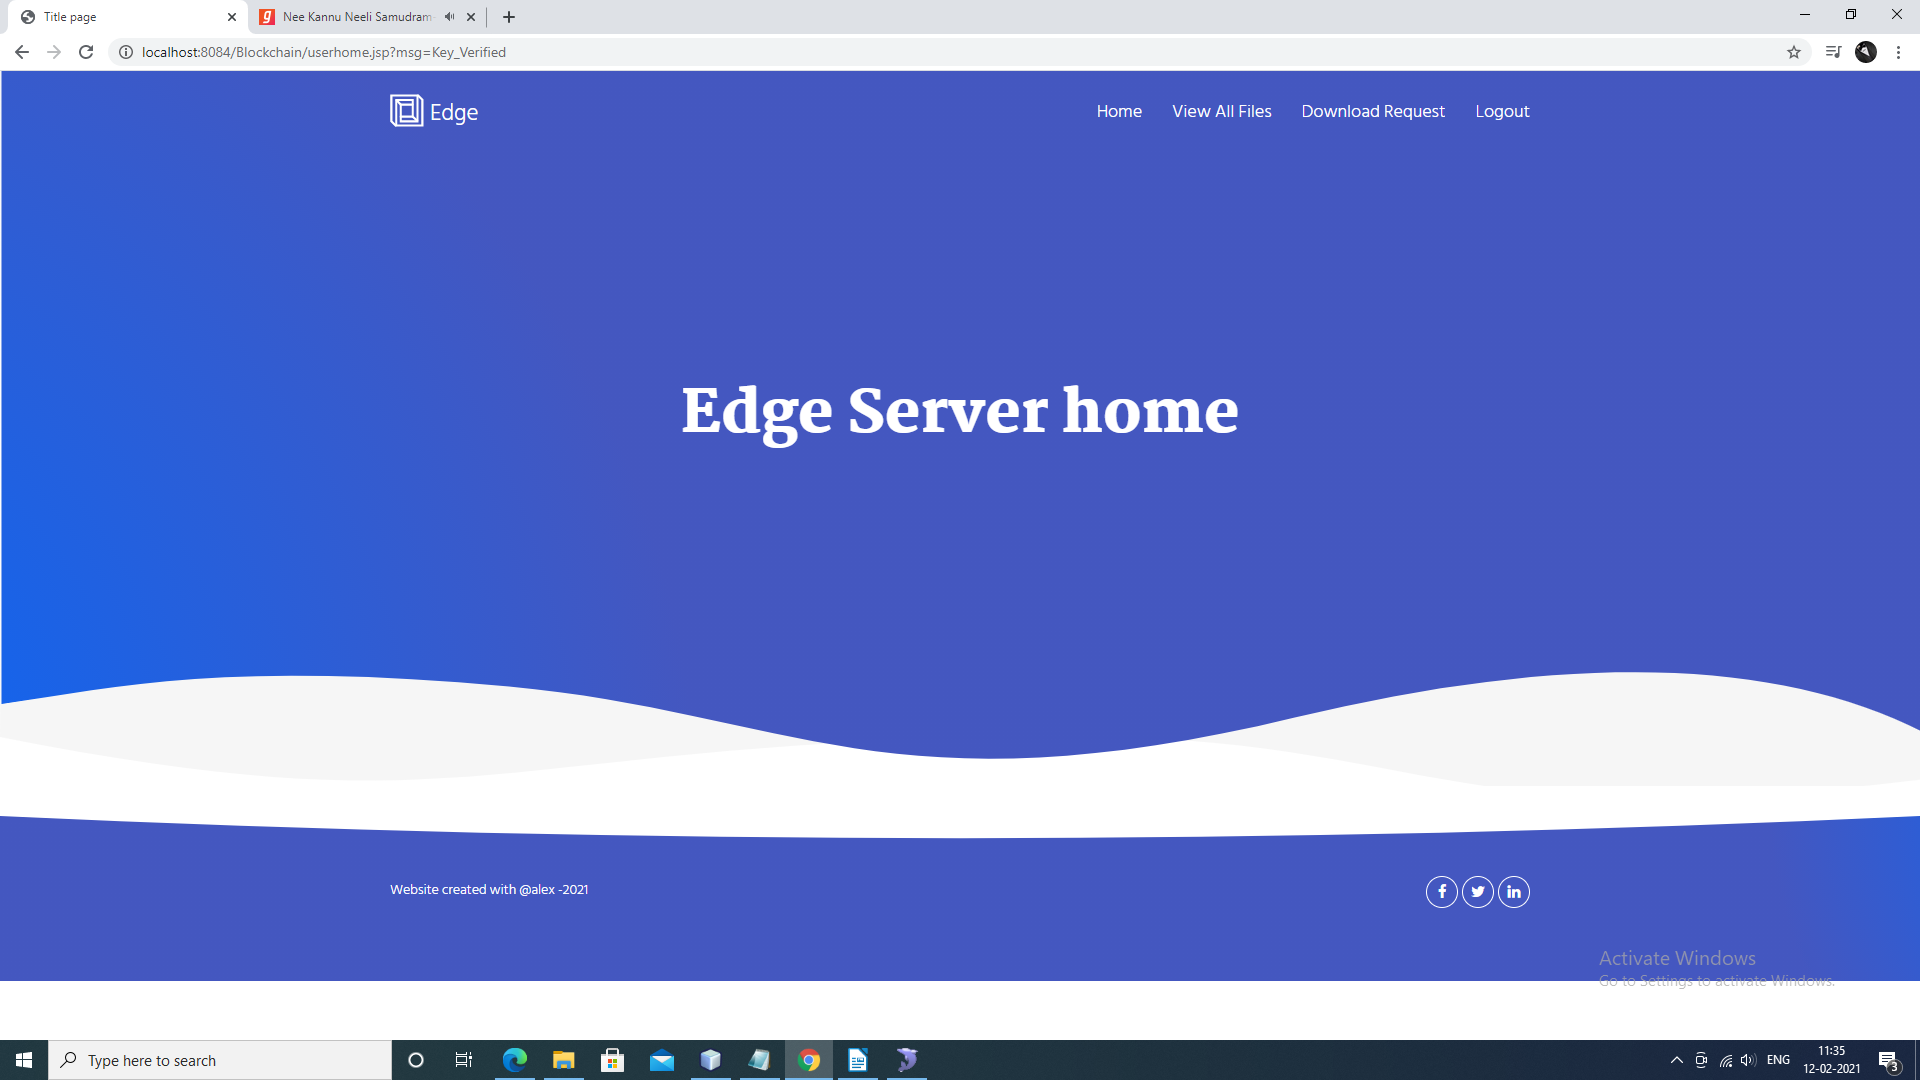 Title page
Nee Kannu Neeli Samudram
localhost:8084/Blockchain/userhome.jsp?msg=Key_Verified
Edge
Home
View All Files
Download Request
Logout
Edge Server home
Website created with @alex -2021
Activate Windows
Go to Settings to activate Windows.
Type here to search
ENG
11:35
12-02-2021
3